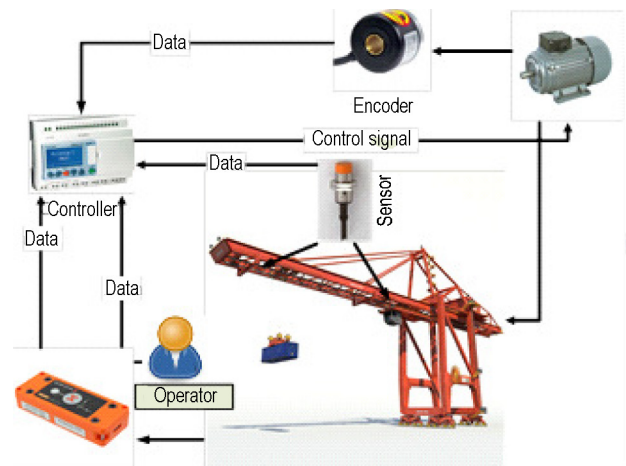 Data
Encoder
Control signal
Data
Sensor
Controller
Data
Data
Operator